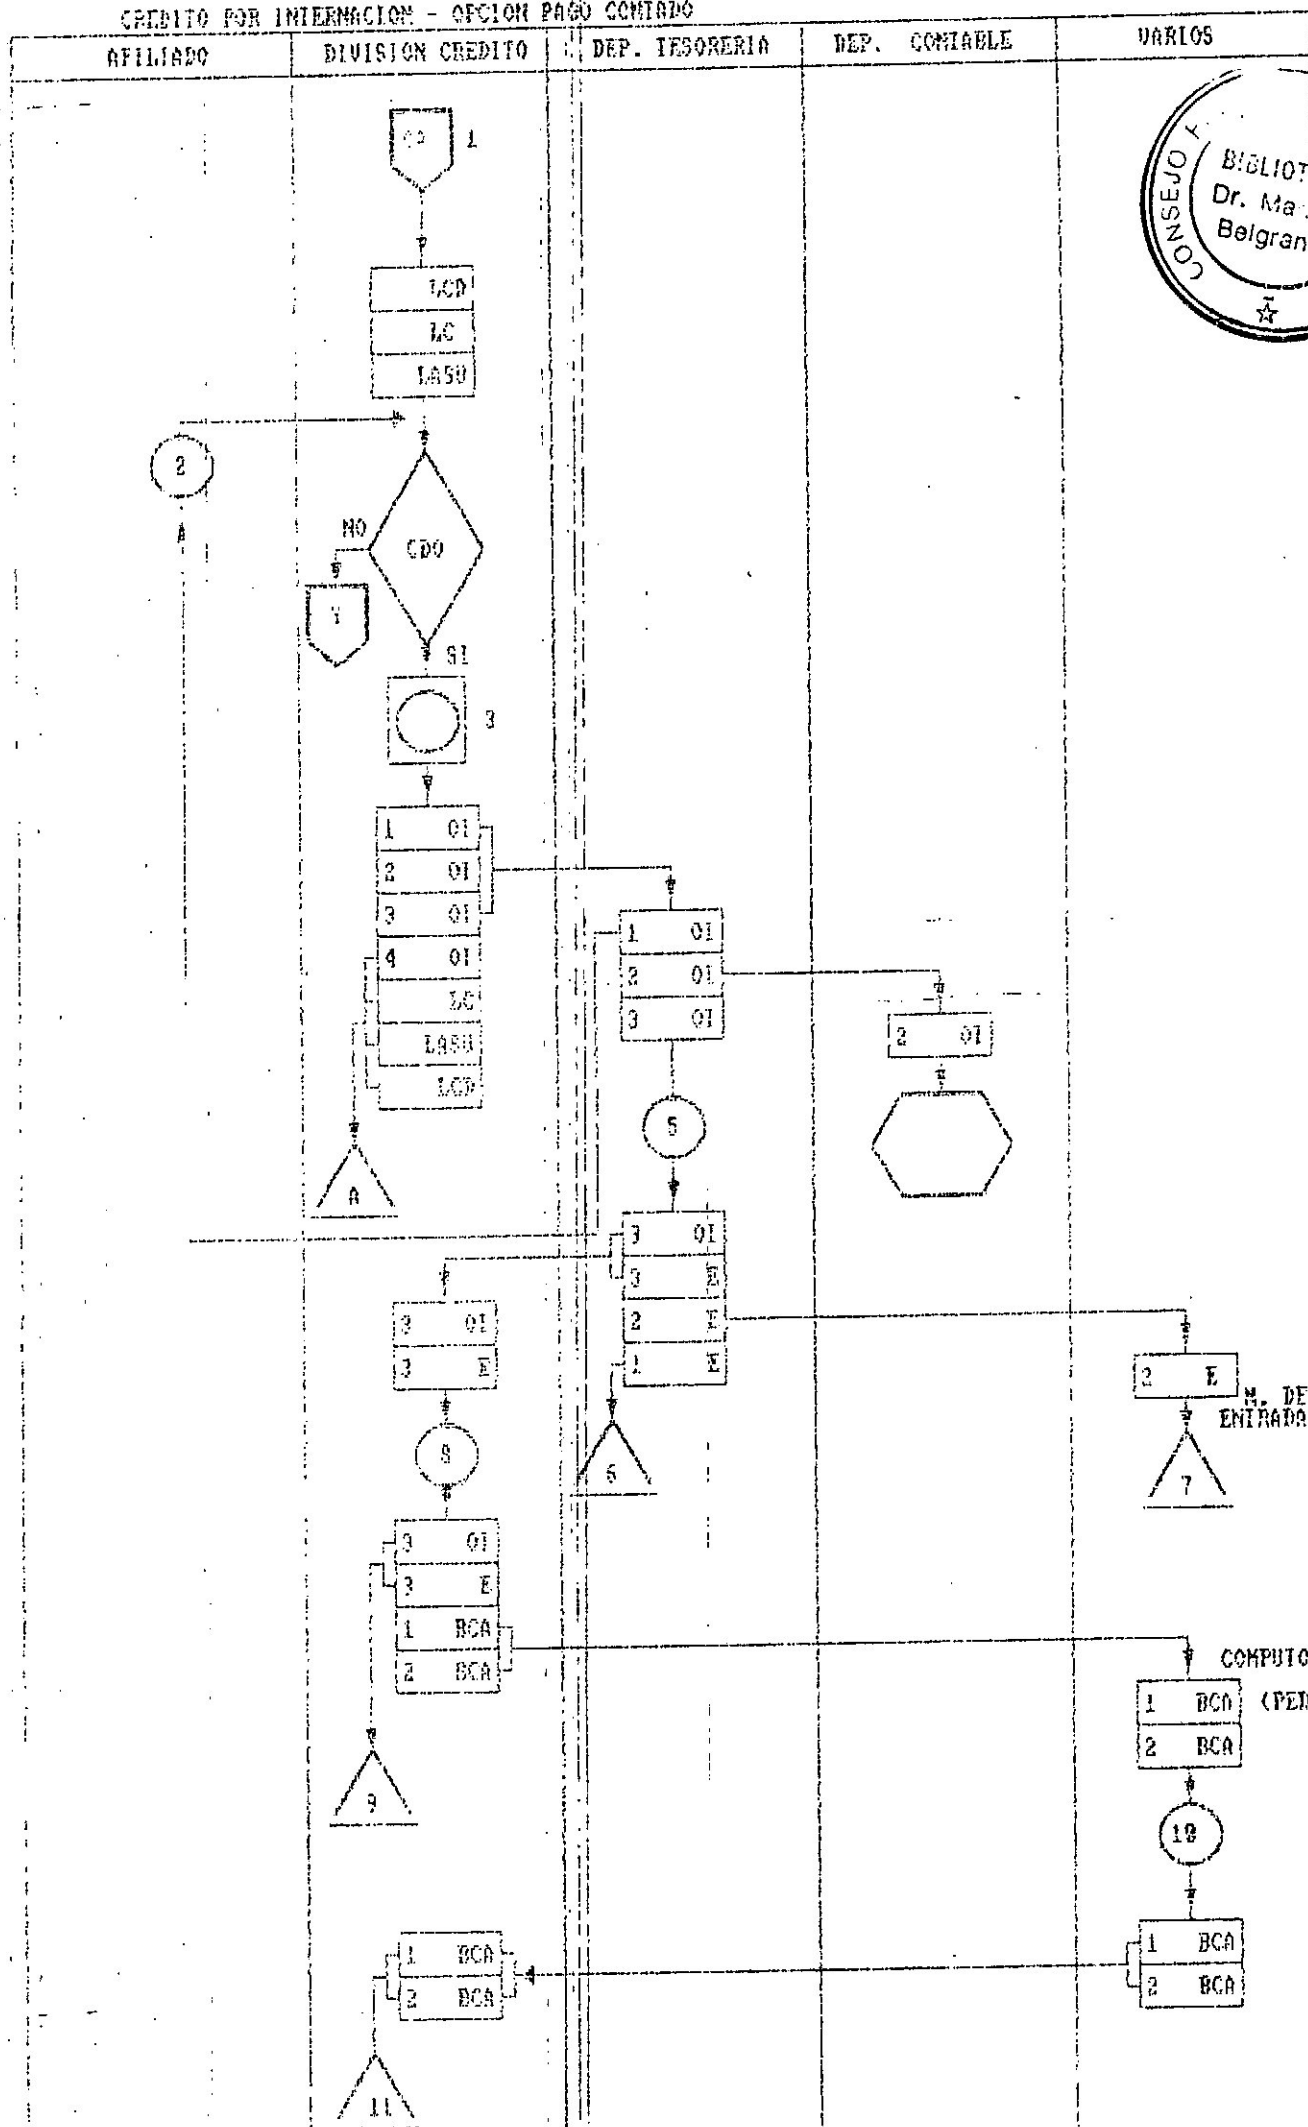 CREDITO POR INTERNACION - OPCION PAGO CONTADO
AFILIADO
DIVISION CREDITO
DEP. TESORERIA
DEP. CONTABLE
VARIOS
1
CONSEJO F
BIBLIOT
Dr. Ma
Belgran
LCD
LC
LASU
2
NO
CDO
Y
SI
3
1 OI
2 OI
3 OI
4 OI
LC
LASU
LCD
A
1 OI
2 OI
3 OI
2 OI
5
3 OI
3 E
2 E
1 E
3 OI
3 E
2 E
M. DE
ENTRADA
8
6
7
3 OI
3 E
1 BCA
2 BCA
COMPUTO
1 BCA
2 BCA
9
10
1 BCA
2 BCA
1 BCA
2 BCA
11